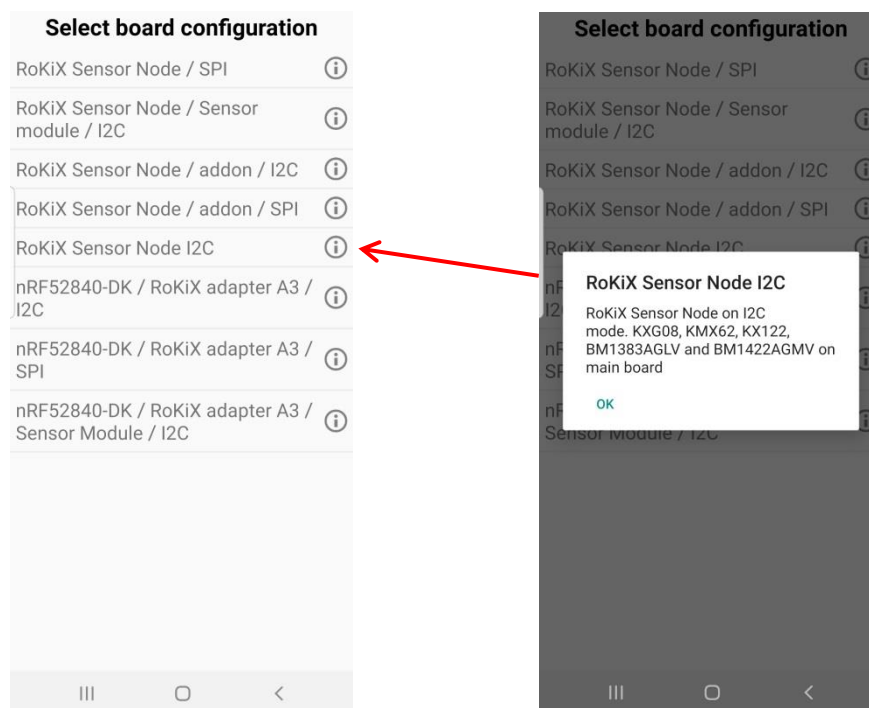 Select board configuration
RoKiX Sensor Node / SPI
RoKiX Sensor Node / Sensor
module / I2C
RoKiX Sensor Node / addon / I2C
RoKiX Sensor Node / addon / SPI
RoKiX Sensor Node I2C
nRF52840-DK / RoKiX adapter A3 /
I2C
nRF52840-DK / RoKiX adapter A3 /
SPI
nRF52840-DK / RoKiX adapter A3 /
Sensor Module / I2C
Select board configuration
RoKiX Sensor Node / SPI
RoKiX Sensor Node / Sensor
module / I2C
RoKiX Sensor Node / addon / I2C
RoKiX Sensor Node / addon / SPI
RoKiX Sensor Node I2C
RoKiX Sensor Node I2C
RoKiX Sensor Node on I2C
mode. KXG08, KMX62, KX122,
BM1383AGLV and BM1422AGMV on
main board
OK
Sensor Module / I2C